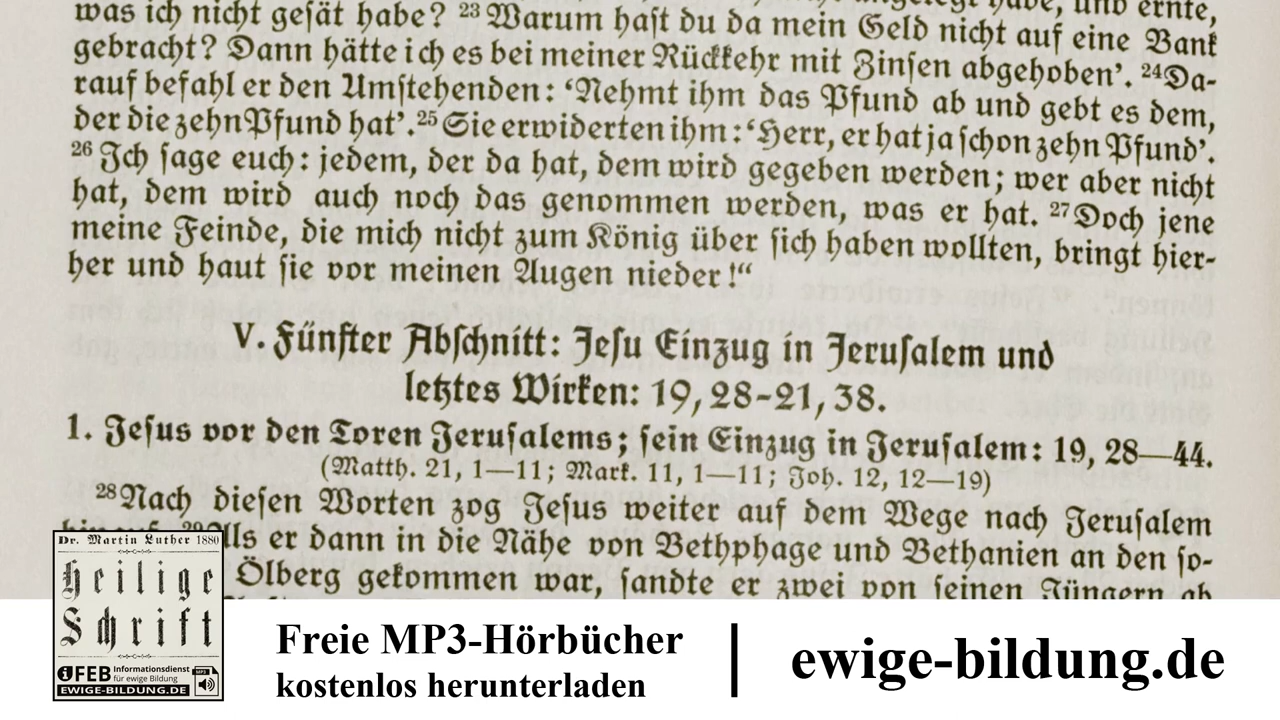 was ich nicht gesät habe? ²³Warum hast du da mein Geld nicht auf eine Bank
gebracht? Dann hätte ich es bei meiner Rückkehr mit Zinsen abgehoben’. ²⁴Da-
rauf befahl er den Umstehenden: ‘Nehmt ihm das Pfund ab und gebt es dem,
der die zehn Pfund hat’. ²⁵Sie erwiderten ihm: ‘Herr, er hat ja schon zehn Pfund’.
²⁶Ich sage euch: jedem, der da hat, dem wird gegeben werden; wer aber nicht
hat, dem wird auch noch das genommen werden, was er hat. ²⁷Doch jene
meine Feinde, die mich nicht zum König über sich haben wollten, bringt hier-
her und haut sie vor meinen Augen nieder!“
V. Fünfter Abschnitt: Jesu Einzug in Jerusalem und
letztes Wirken: 19, 28-21, 38.
1. Jesus vor den Toren Jerusalems; sein Einzug in Jerusalem: 19, 28—44.
(Matth. 21, 1—11; Mark. 11, 1—11; Joh. 12, 12—19)
²⁸Nach diesen Worten zog Jesus weiter auf dem Wege nach Jerusalem
²⁹Als er dann in die Nähe von Bethphage und Bethanien an den so-
Ölberg gekommen war, sandte er zwei von seinen Jüngern ab
Dr. Martin Luther 1880
Heilige
Schrift
iFEB Informationsdienst
für ewige Bildung
MP3
EWIGE-BILDUNG.DE
Freie MP3-Hörbücher
kostenlos herunterladen
ewige-bildung.de